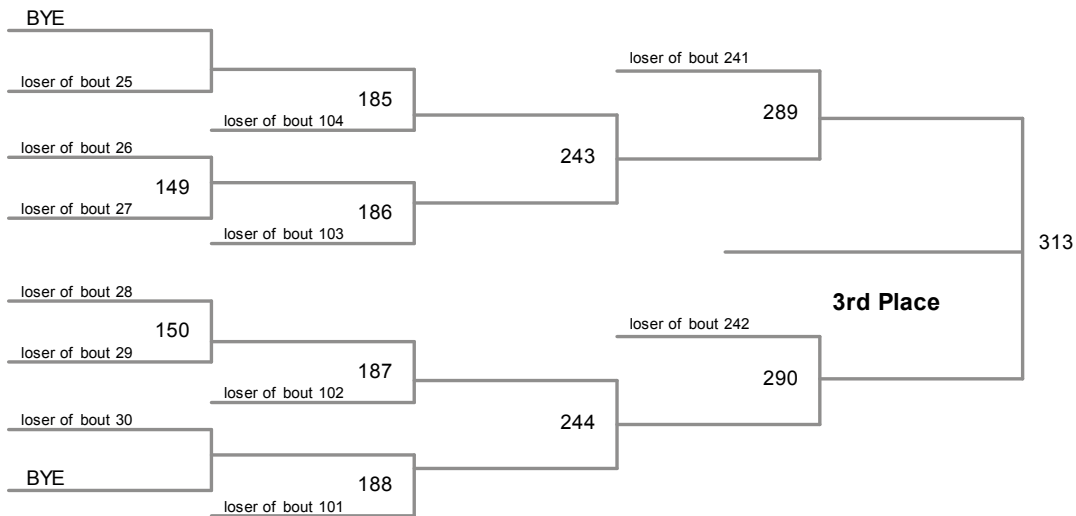 BYE
loser of bout 25
loser of bout 241
185
289
loser of bout 104
loser of bout 26
243
149
loser of bout 27
186
loser of bout 103
313
loser of bout 28
3rd Place
150
loser of bout 242
loser of bout 29
187
290
loser of bout 102
loser of bout 30
244
BYE
188
loser of bout 101